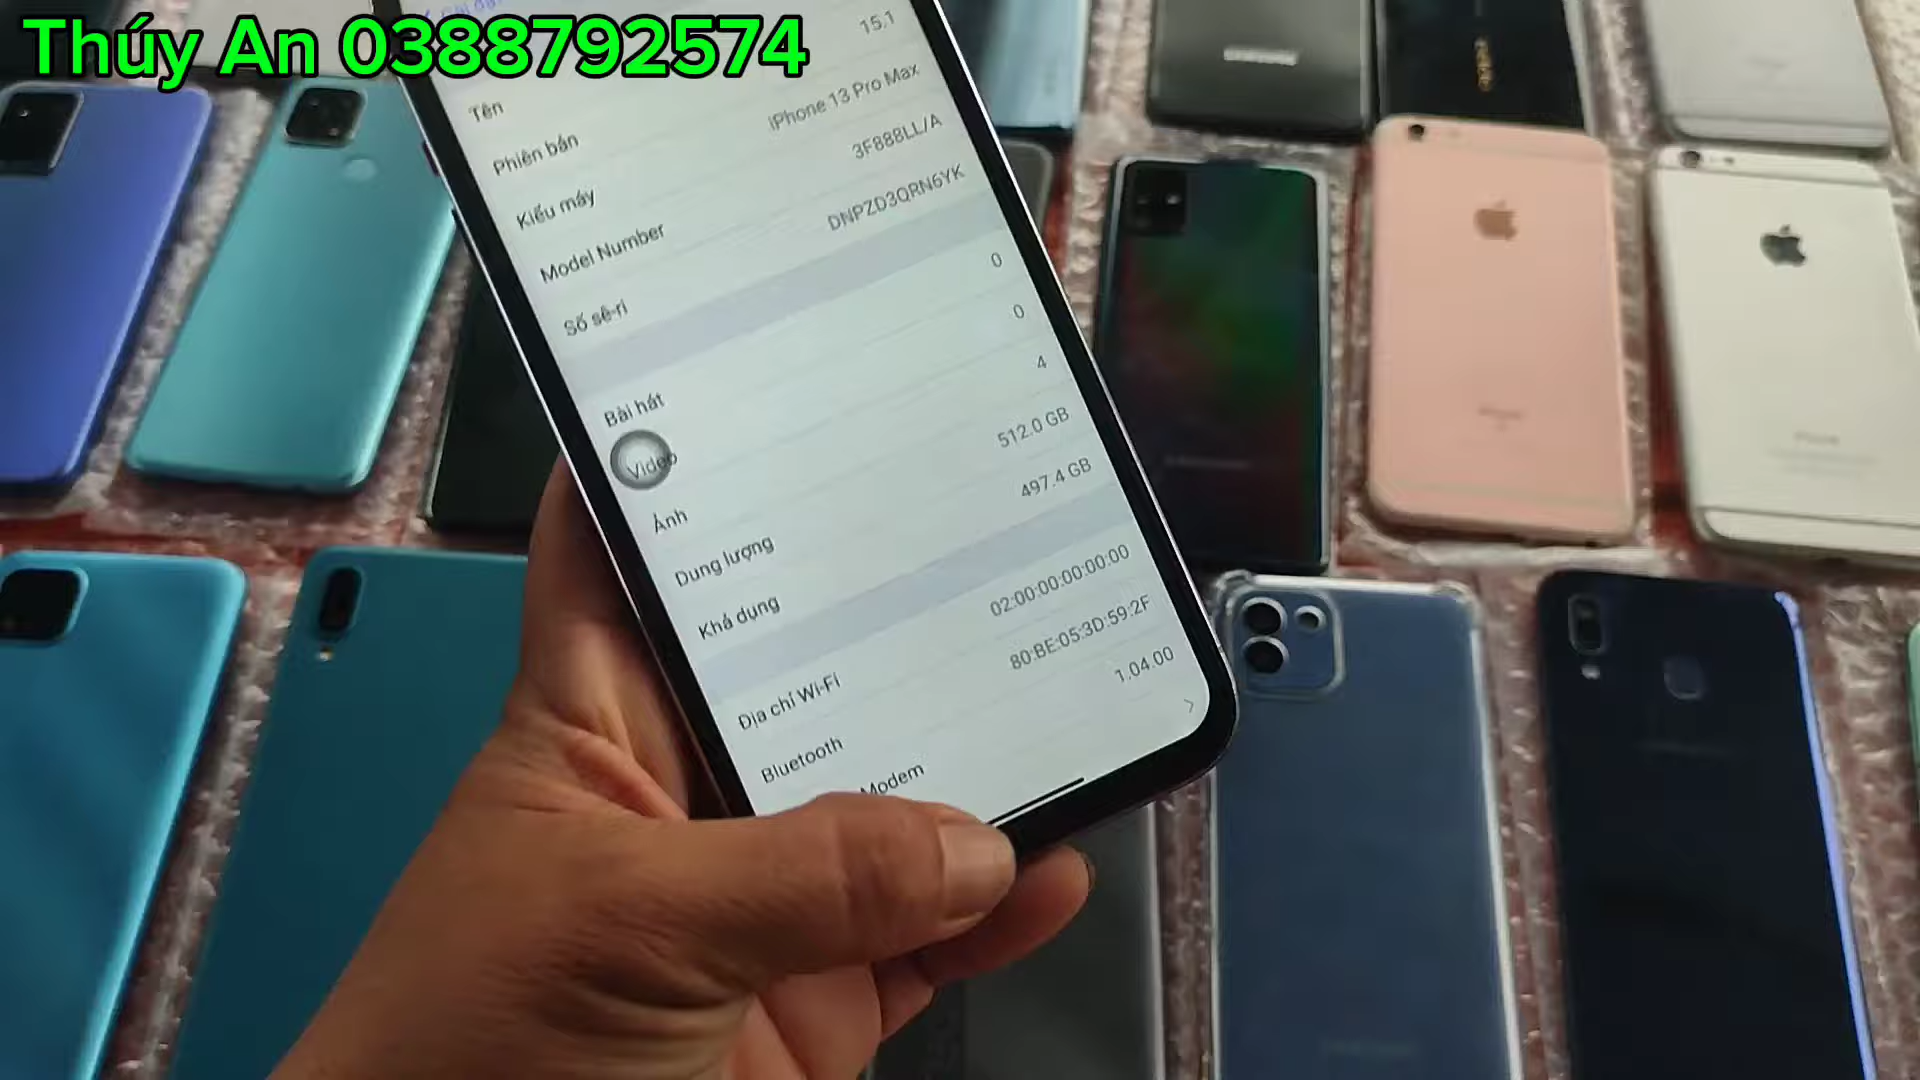 Thúy An 0388792574
15.1
Tên
iPhone 13 Pro Max
Phiên bản
3F888LL/A
Kiểu máy
DNPZD3QRN6YK
Model Number
Số sê-ri
0
Bài hát
0
Video
4
Ảnh
512.0 GB
Dung lượng
497.4 GB
Khả dụng
02:00:00:00:00:00
Địa chỉ Wi-Fi
80:BE:05:3D:59:2F
Bluetooth
1.04.00
Modem
SAMSUNG